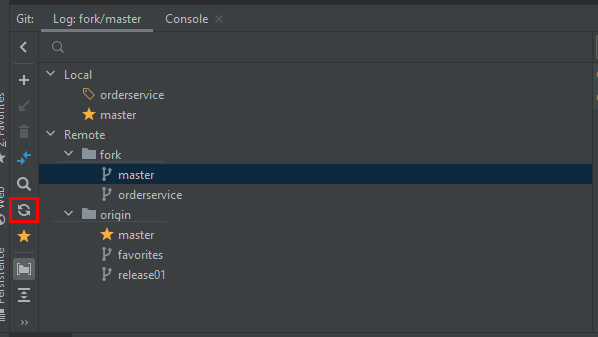 Git: Log: fork/master Console
Local
orderservice
master
Remote
fork
master
orderservice
origin
master
favorites
release01
2: Favorites
Web
Persistence